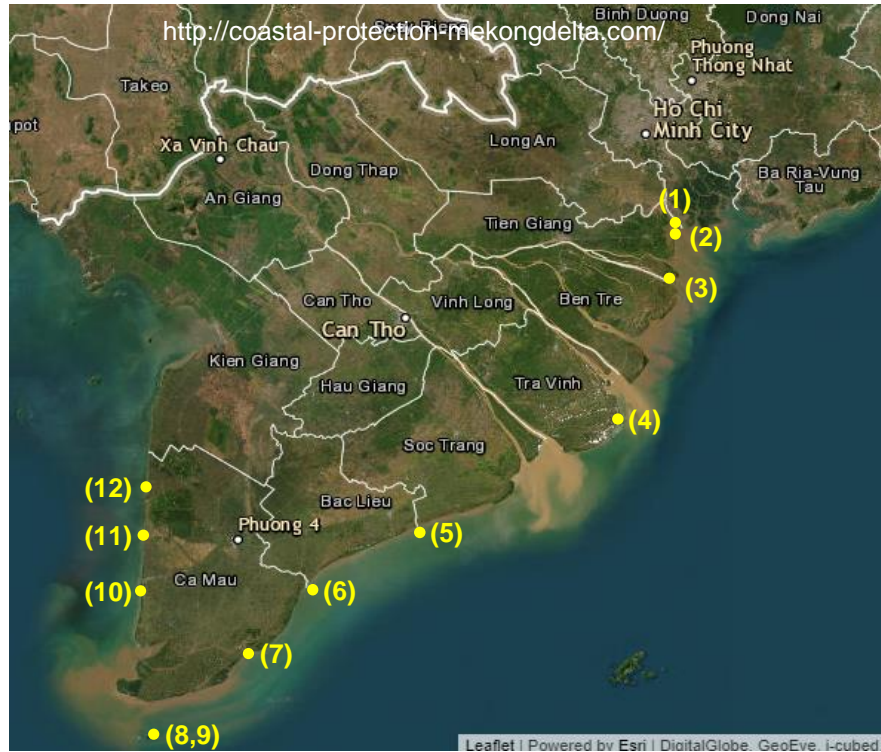 Svay Rieng
Binh Duong
Dong Nai
http://coastal-protection-mekongdelta.com/
Phuong
Thong Nhat
Takeo
pot
Ho Chi
Minh City
Xa Vinh Chau
Long An
Dong Thap
Ba Ria-Vung
Tau
An Giang
(1)
Tien Giang
(2)
(3)
Can Tho
Vinh Long
Ben Tre
Can Tho
Kien Giang
Hau Giang
Tra Vinh
(4)
Soc Trang
(12)
Bac Lieu
(11)
Phuong 4
(5)
Ca Mau
(10)
(6)
(7)
(8,9)
Leaflet | Powered by Esri | DigitalGlobe, GeoEye, i-cubed